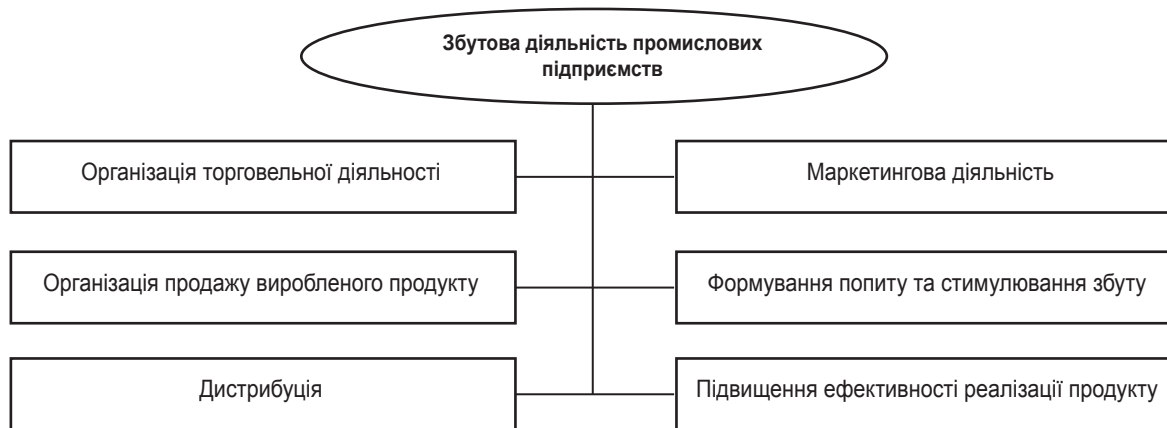 Збутова діяльність промислових
підприємств
Організація торговельної діяльності
Маркетингова діяльність
Організація продажу виробленого продукту
Формування попиту та стимулювання збуту
Дистрибуція
Підвищення ефективності реалізації продукту